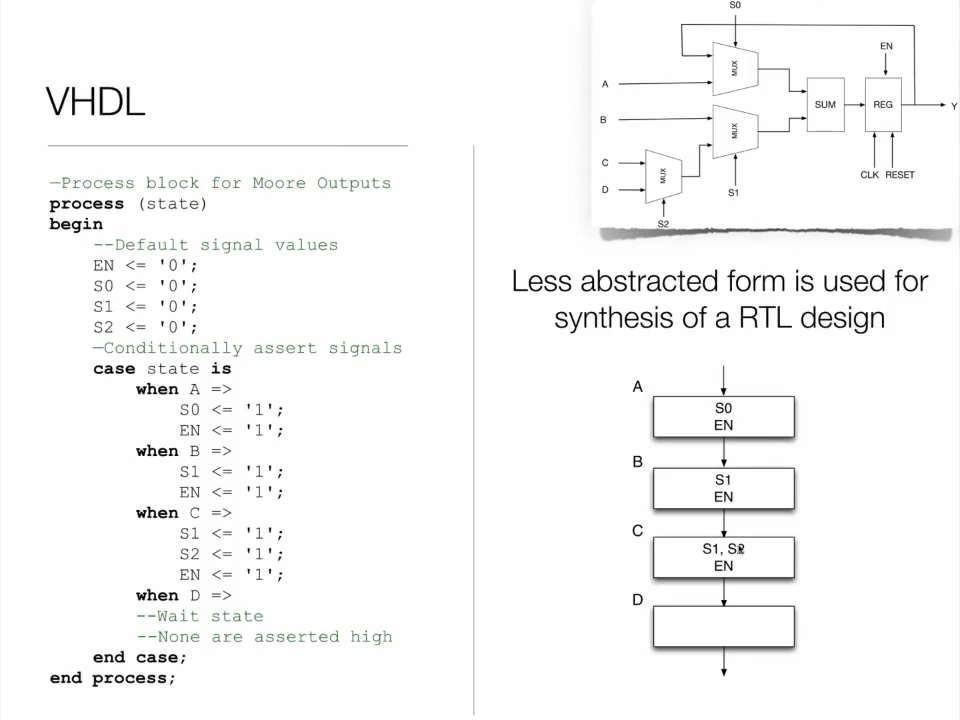 VHDL
—Process block for Moore Outputs
process (state)
begin
--Default signal values
EN <= '0';
S0 <= '0';
S1 <= '0';
S2 <= '0';
—Conditionally assert signals
case state is
when A =>
S0 <= '1';
EN <= '1';
when B =>
S1 <= '1';
EN <= '1';
when C =>
S1 <= '1';
S2 <= '1';
EN <= '1';
when D =>
--Wait state
--None are asserted high
end case;
end process;
S0
EN
MUX
A
SUM
REG
Y
B
MUX
C
MUX
D
CLK RESET
S1
S2
Less abstracted form is used for
synthesis of a RTL design
A
S0
EN
B
S1
EN
C
S1, S2
EN
D